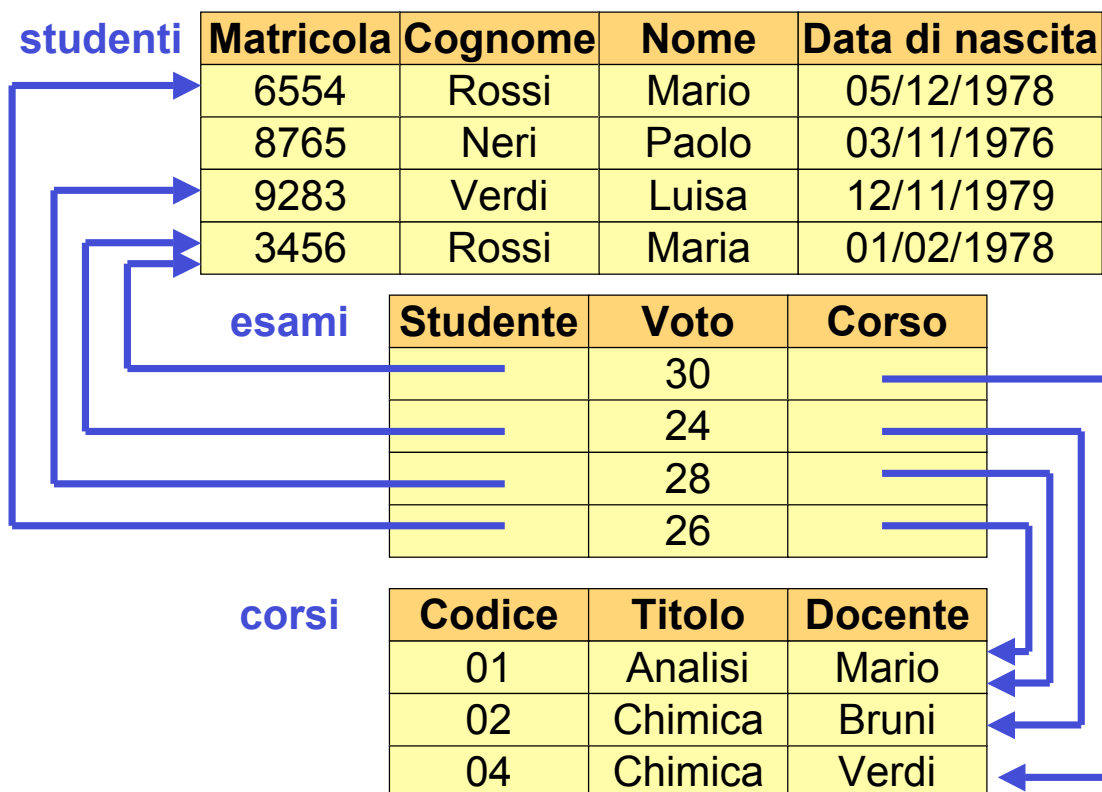 studenti Matricola Cognome Nome Data di nascita
6554 Rossi Mario 05/12/1978
8765 Neri Paolo 03/11/1976
9283 Verdi Luisa 12/11/1979
3456 Rossi Maria 01/02/1978
esami Studente Voto Corso
30
24
28
26
corsi Codice Titolo Docente
01 Analisi Mario
02 Chimica Bruni
04 Chimica Verdi